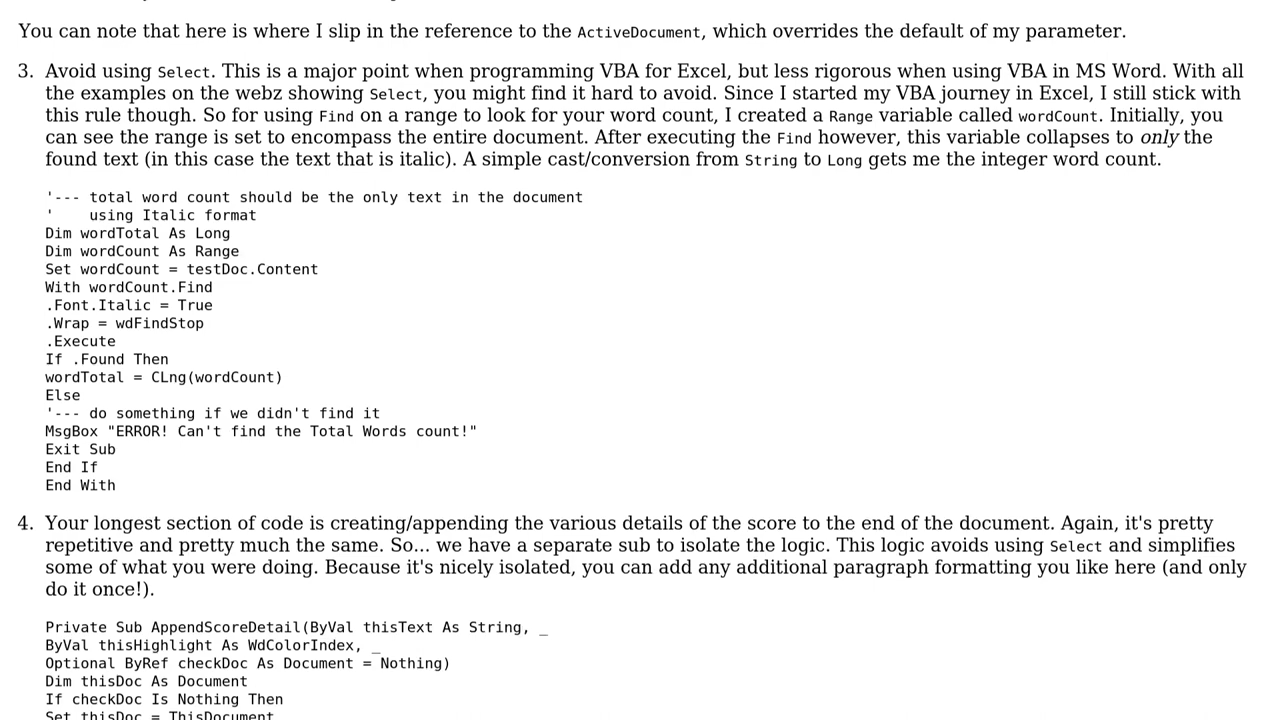 You can note that here is where I slip in the reference to the ActiveDocument, which overrides the default of my parameter.
3. Avoid using Select. This is a major point when programming VBA for Excel, but less rigorous when using VBA in MS Word. With all
the examples on the webz showing Select, you might find it hard to avoid. Since I started my VBA journey in Excel, I still stick with
this rule though. So for using Find on a range to look for your word count, I created a Range variable called wordCount. Initially, you
can see the range is set to encompass the entire document. After executing the Find however, this variable collapses to only the
found text (in this case the text that is italic). A simple cast/conversion from String to Long gets me the integer word count.
'--- total word count should be the only text in the document
'    using Italic format
Dim wordTotal As Long
Dim wordCount As Range
Set wordCount = testDoc.Content
With wordCount.Find
.Font.Italic = True
.Wrap = wdFindStop
.Execute
If .Found Then
wordTotal = CLng(wordCount)
Else
'--- do something if we didn't find it
MsgBox "ERROR! Can't find the Total Words count!"
Exit Sub
End If
End With
4. Your longest section of code is creating/appending the various details of the score to the end of the document. Again, it's pretty
repetitive and pretty much the same. So... we have a separate sub to isolate the logic. This logic avoids using Select and simplifies
some of what you were doing. Because it's nicely isolated, you can add any additional paragraph formatting you like here (and only
do it once!).
Private Sub AppendScoreDetail(ByVal thisText As String, _
ByVal thisHighlight As WdColorIndex, _
Optional ByRef checkDoc As Document = Nothing)
Dim thisDoc As Document
If checkDoc Is Nothing Then
Set thisDoc = ThisDocument